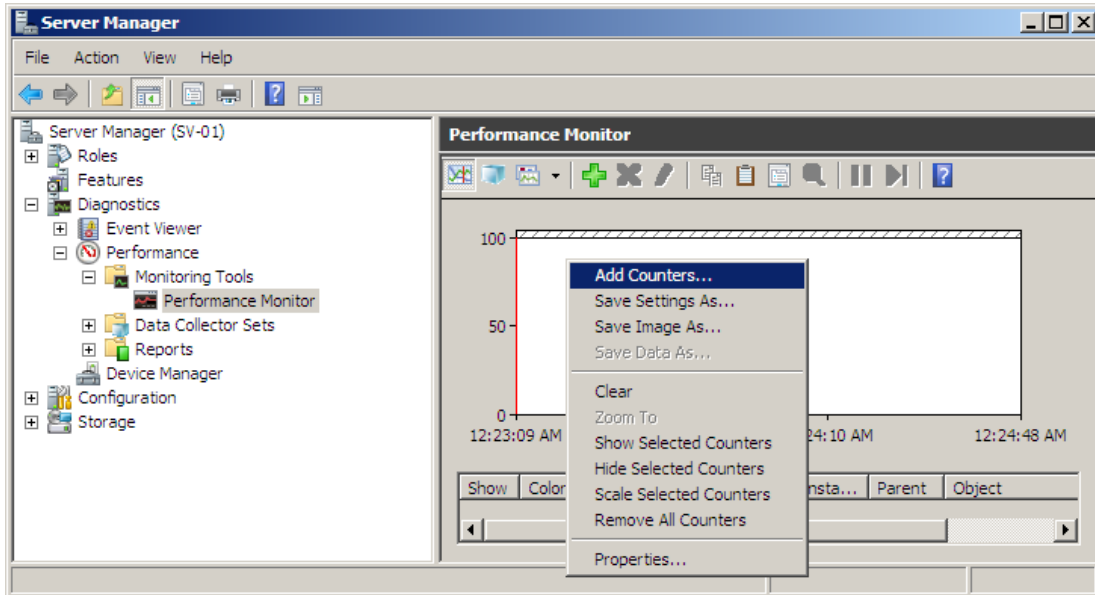 Server Manager
File Action View Help
Server Manager (SV-01)
Roles
Features
Diagnostics
Event Viewer
Performance
Monitoring Tools
Performance Monitor
Data Collector Sets
Reports
Device Manager
Configuration
Storage
Performance Monitor
100
50
0
12:23:09 AM 24:10 AM 12:24:48 AM
Show Color nsta... Parent Object
Add Counters...
Save Settings As...
Save Image As...
Save Data As...
Clear
Zoom To
Show Selected Counters
Hide Selected Counters
Scale Selected Counters
Remove All Counters
Properties...